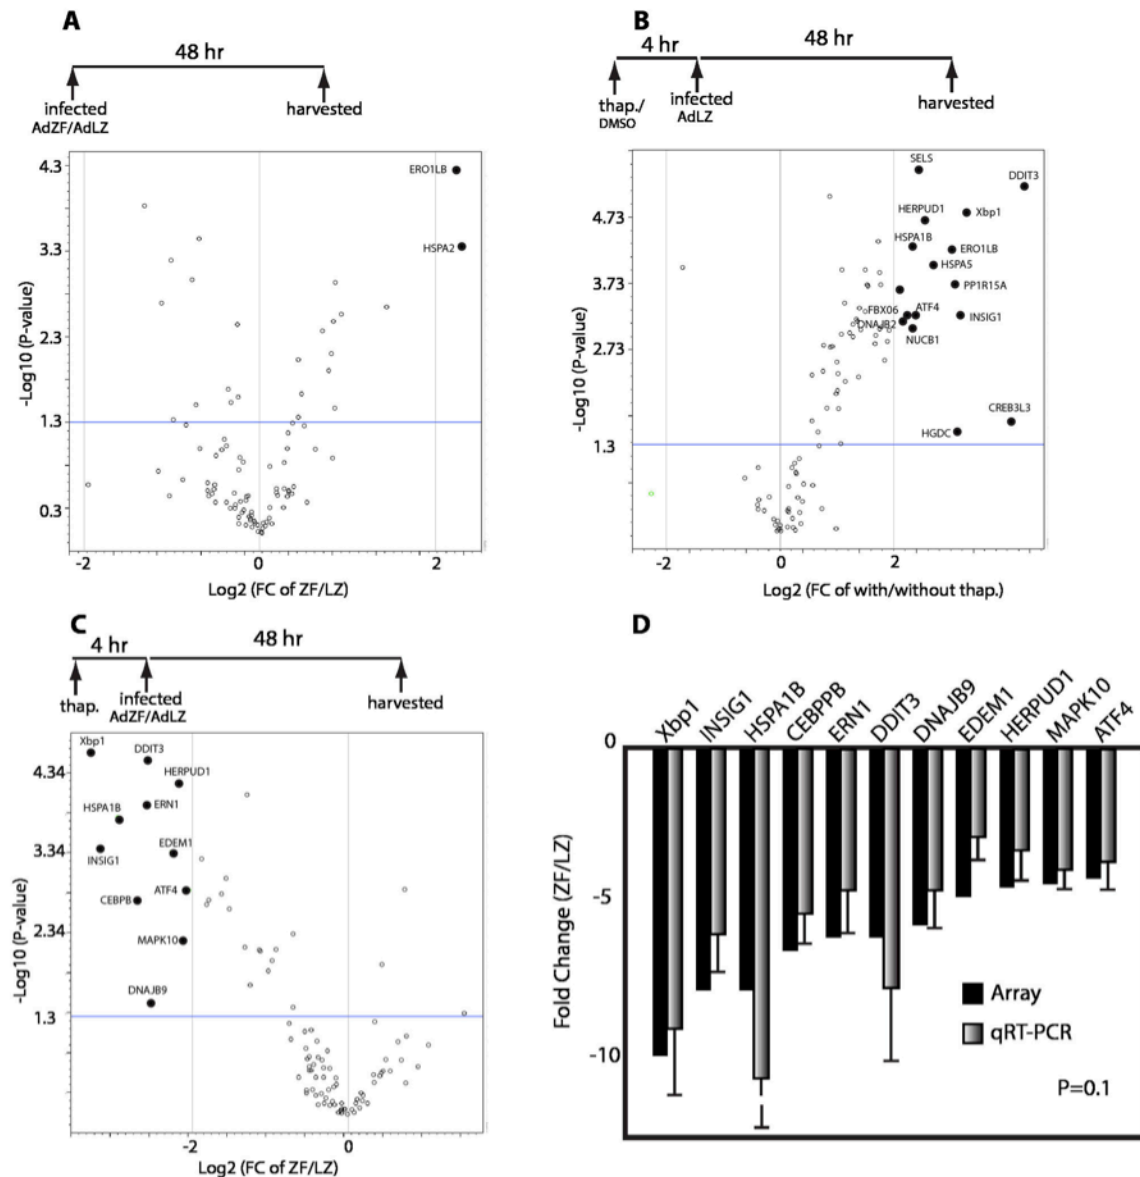 A
48 hr
infected
AdZF/AdLZ
harvested
4.3
3.3
2.3
1.3
0.3
-Log10 (P-value)
ERO1LB
HSPA2
-2
0
2
Log2 (FC of ZF/LZ)
B
4 hr
48 hr
thap./
DMSO
infected
AdLZ
harvested
4.73
3.73
2.73
1.3
-Log10 (P-value)
SELS
DDIT3
HERPUD1
Xbp1
HSPA1B
ERO1LB
HSPA5
PP1R15A
FBX06
ATF4
INSIG1
DNAJB2
NUCB1
CREB3L3
HGDC
-2
0
2
Log2 (FC of with/without thap.)
C
4 hr
48 hr
thap.
infected
AdZF/AdLZ
harvested
4.34
3.34
2.34
1.3
-Log10 (P-value)
Xbp1
DDIT3
HERPUD1
HSPA1B
ERN1
INSIG1
EDEM1
CEBPB
ATF4
MAPK10
DNAJB9
-2
0
Log2 (FC of ZF/LZ)
D
Xbp1
INSIG1
HSPA1B
CEBPPB
ERN1
DDIT3
DNAJB9
EDEM1
HERPUD1
MAPK10
ATF4
0
-5
-10
Fold Change (ZF/LZ)
Array
qRT-PCR
P=0.1